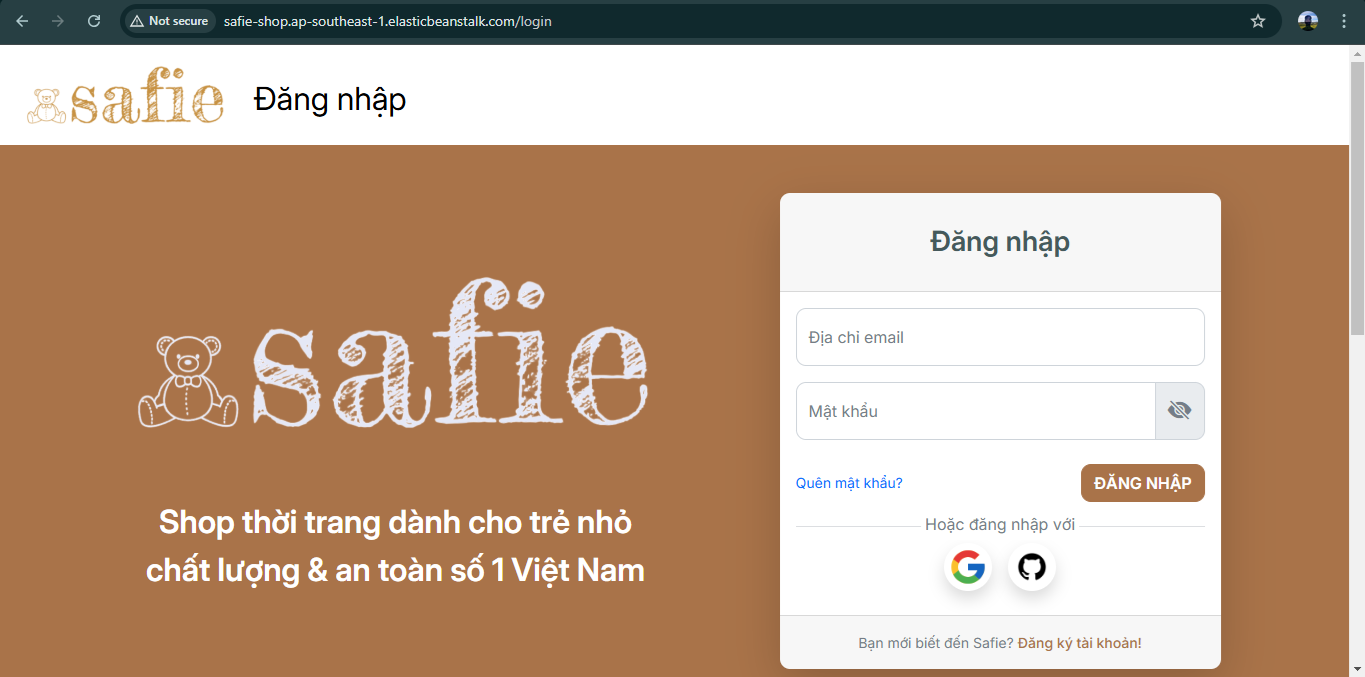 Not secure safie-shop.ap-southeast-1.elasticbeanstalk.com/login
safie Đăng nhập
safie
Shop thời trang dành cho trẻ nhỏ
chất lượng & an toàn số 1 Việt Nam
Đăng nhập
Địa chỉ email
Mật khẩu
Quên mật khẩu? ĐĂNG NHẬP
Hoặc đăng nhập với
Bạn mới biết đến Safie? Đăng ký tài khoản!